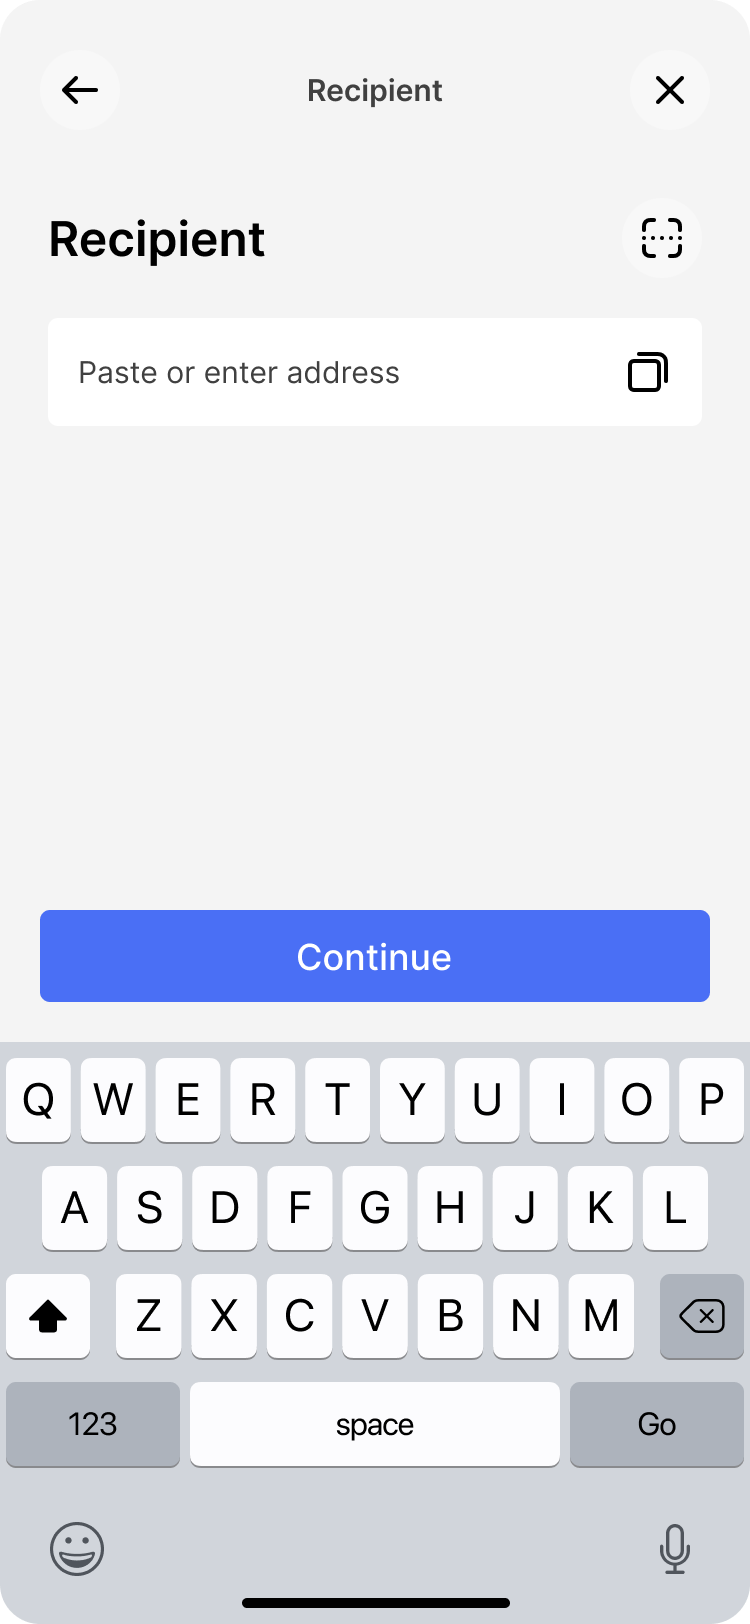 Recipient
Recipient
Paste or enter address
Continue
Q W E R T Y U I O P
A S D F G H J K L
Z X C V B N M
123 space Go